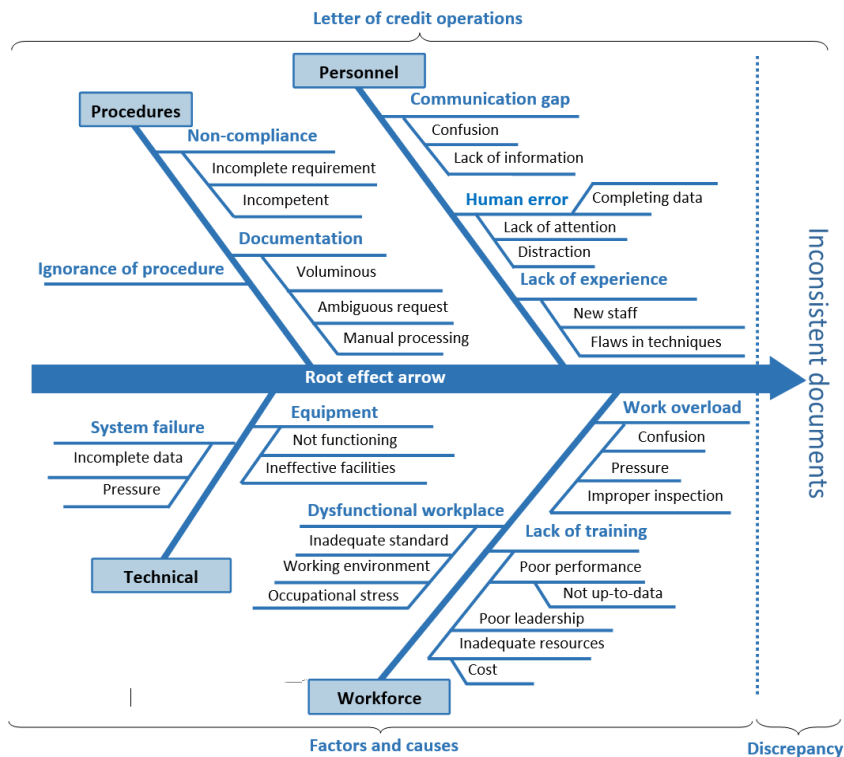 Letter of credit operations
Personnel
Procedures
Communication gap
Confusion
Lack of information
Non-compliance
Incomplete requirement
Incompetent
Human error
Completing data
Lack of attention
Distraction
Documentation
Voluminous
Ambiguous request
Manual processing
Ignorance of procedure
Lack of experience
New staff
Flaws in techniques
Root effect arrow
Inconsistent documents
System failure
Incomplete data
Pressure
Equipment
Not functioning
Ineffective facilities
Work overload
Confusion
Pressure
Improper inspection
Dysfunctional workplace
Inadequate standard
Working environment
Occupational stress
Lack of training
Poor performance
Not up-to-data
Poor leadership
Inadequate resources
Cost
Technical
Workforce
Factors and causes
Discrepancy